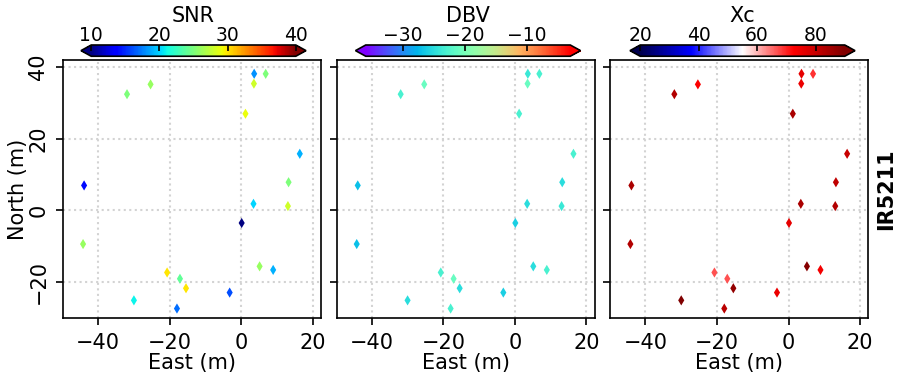 SNR DBV Xc
10 20 30 40 −30 −20 −10 20 40 60 80
40
20
0
−20
North (m)
IR5211
−40 −20 0 20 −40 −20 0 20 −40 −20 0 20
East (m) East (m) East (m)